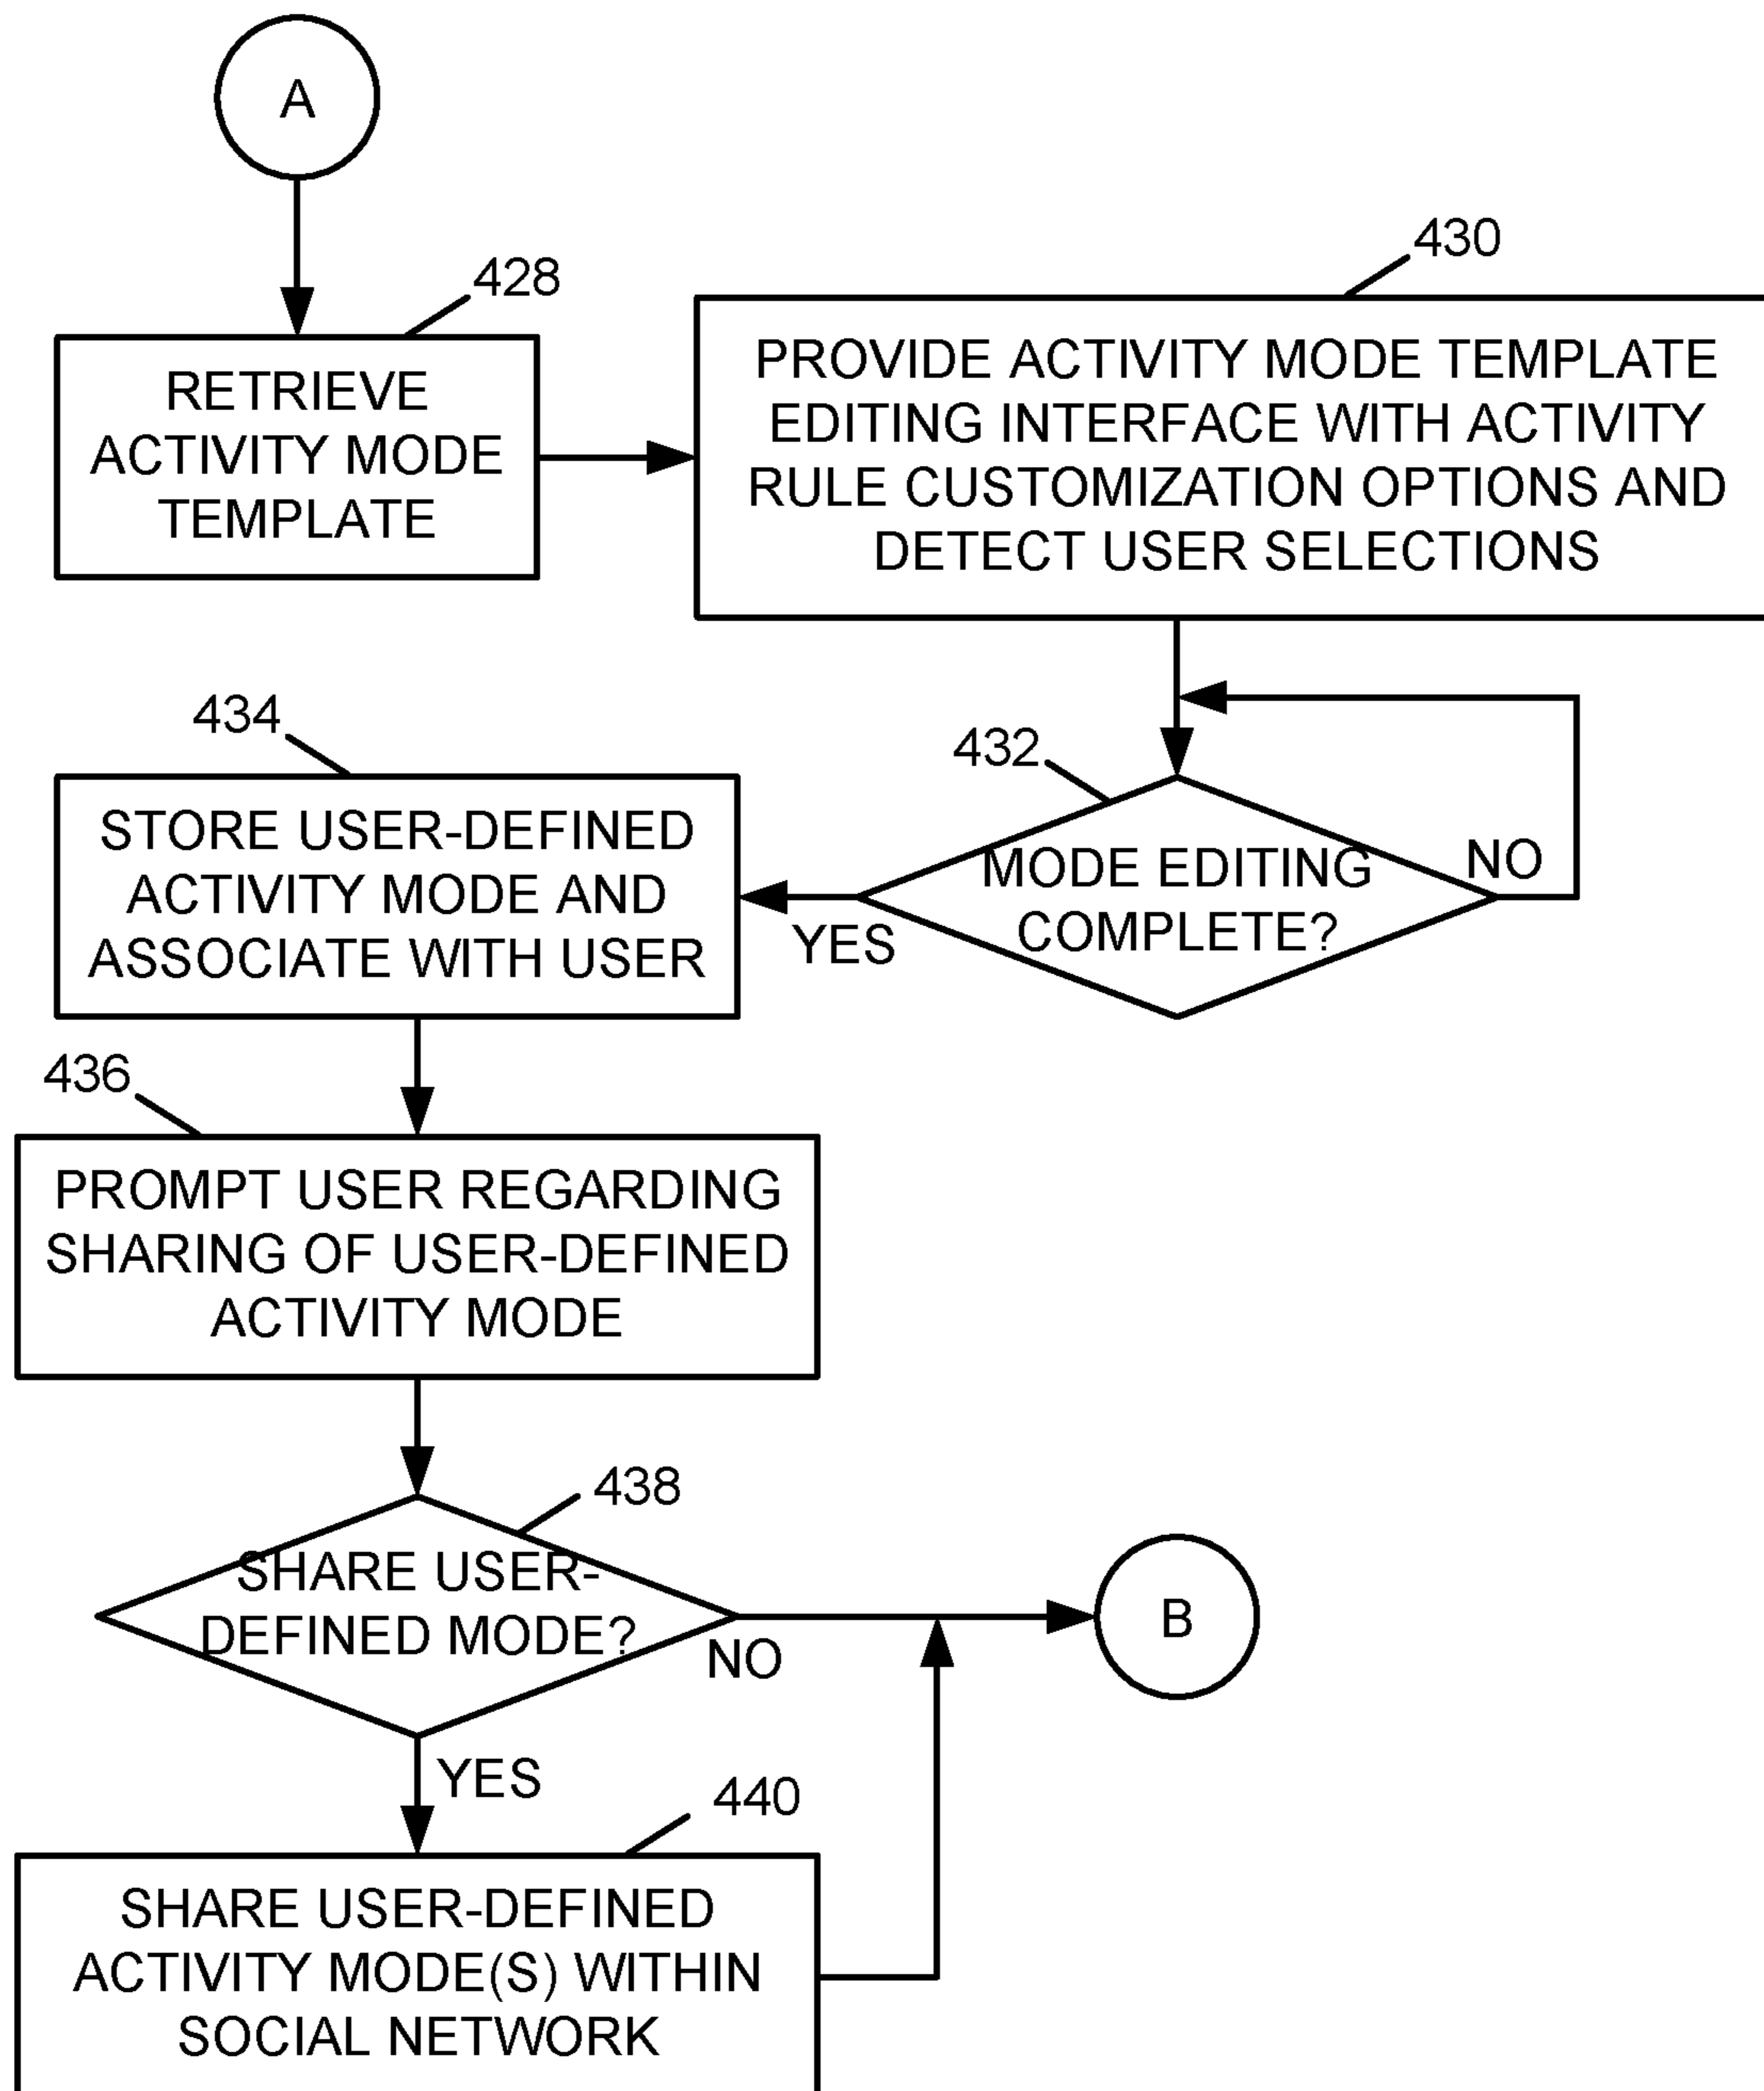 A
428
RETRIEVE
ACTIVITY MODE
TEMPLATE
430
PROVIDE ACTIVITY MODE TEMPLATE
EDITING INTERFACE WITH ACTIVITY
RULE CUSTOMIZATION OPTIONS AND
DETECT USER SELECTIONS
432
MODE EDITING
COMPLETE?
NO
YES
434
STORE USER-DEFINED
ACTIVITY MODE AND
ASSOCIATE WITH USER
436
PROMPT USER REGARDING
SHARING OF USER-DEFINED
ACTIVITY MODE
438
SHARE USER-
DEFINED MODE?
NO
B
YES
440
SHARE USER-DEFINED
ACTIVITY MODE(S) WITHIN
SOCIAL NETWORK